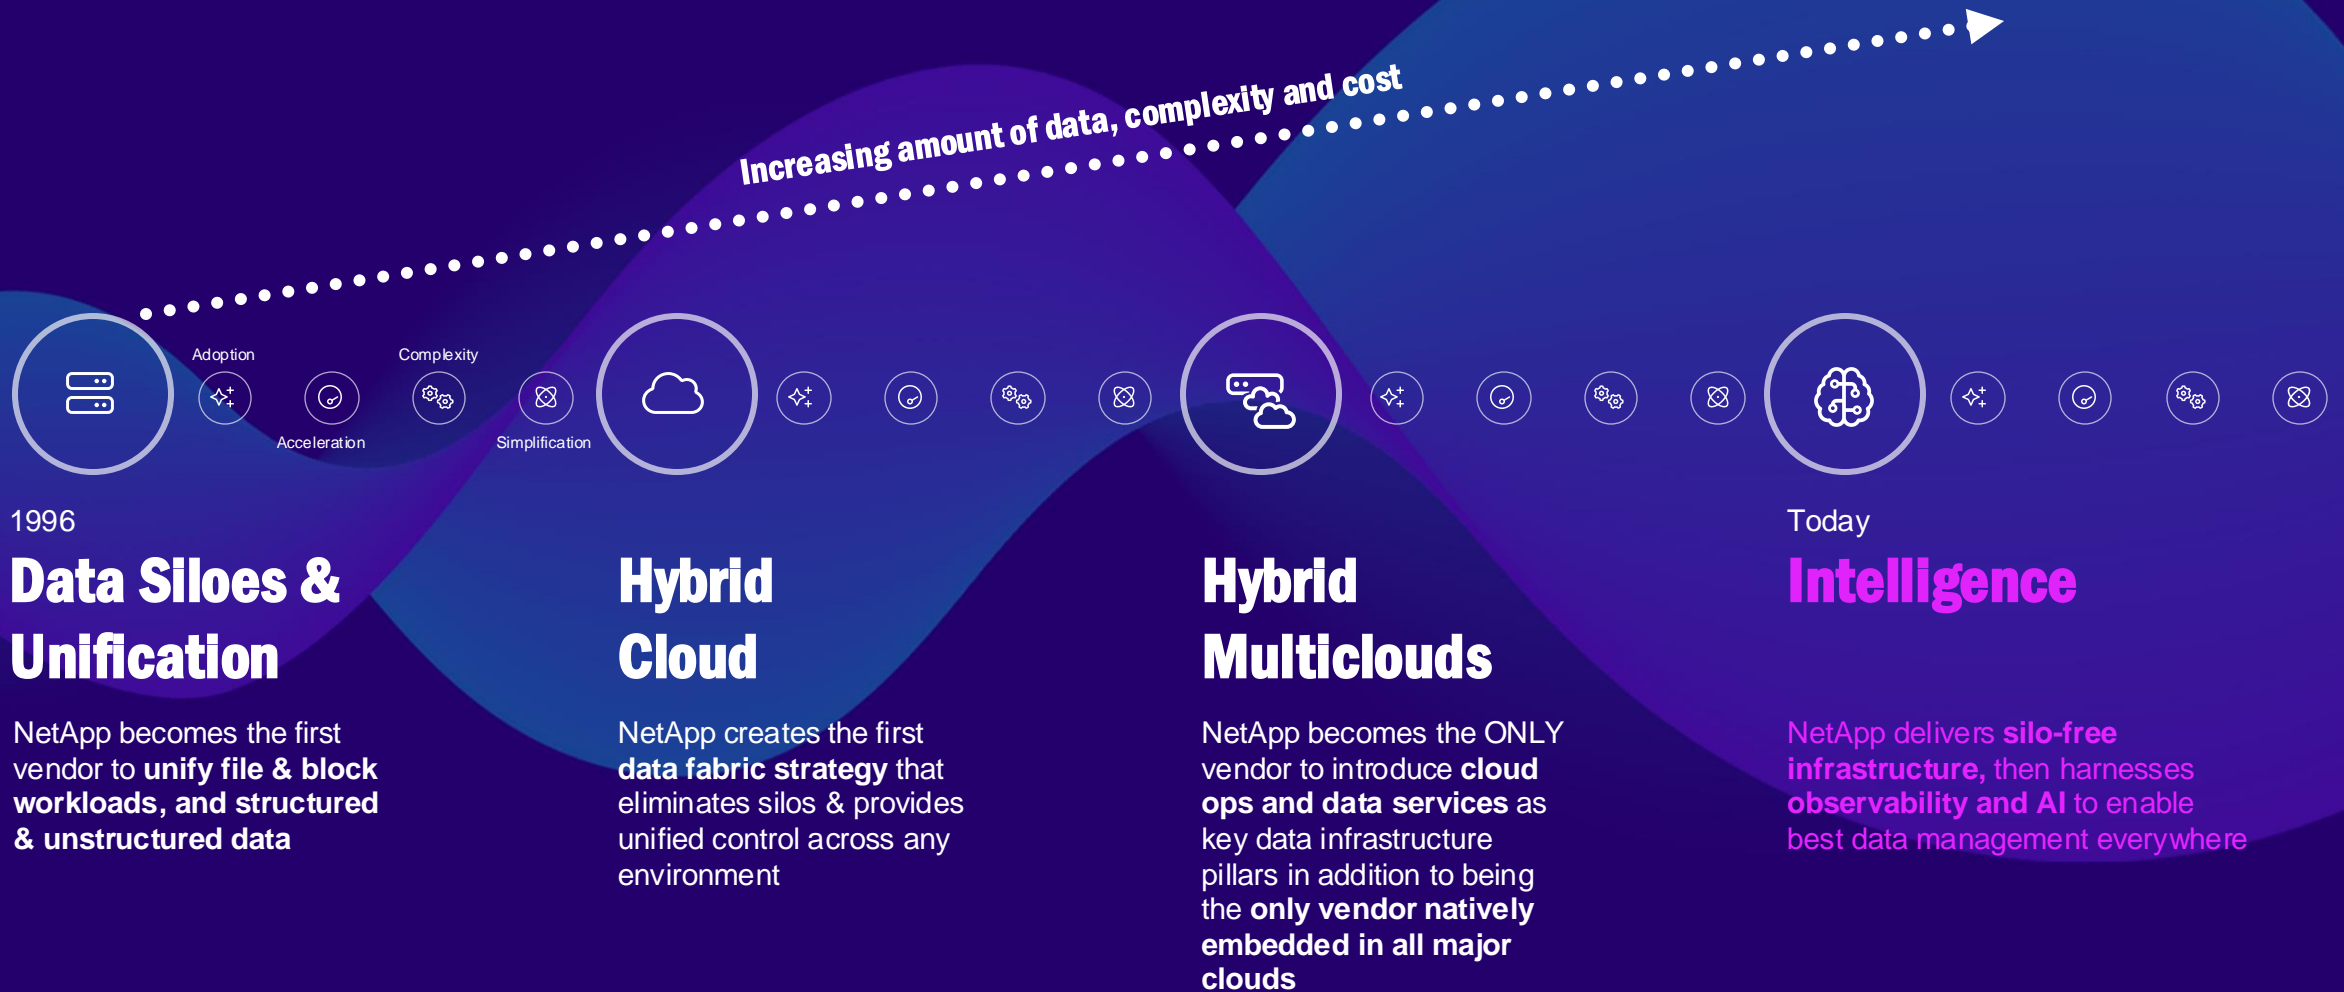 Increasing amount of data, complexity and cost
Adoption
Acceleration
Complexity
Simplification
1996
Data Siloes &
Unification
NetApp becomes the first
vendor to unify file & block
workloads, and structured
& unstructured data
Hybrid
Cloud
NetApp creates the first
data fabric strategy that
eliminates silos & provides
unified control across any
environment
Hybrid
Multiclouds
NetApp becomes the ONLY
vendor to introduce cloud
ops and data services as
key data infrastructure
pillars in addition to being
the only vendor natively
embedded in all major
clouds
Today
Intelligence
NetApp delivers silo-free
infrastructure, then harnesses
observability and AI to enable
best data management everywhere